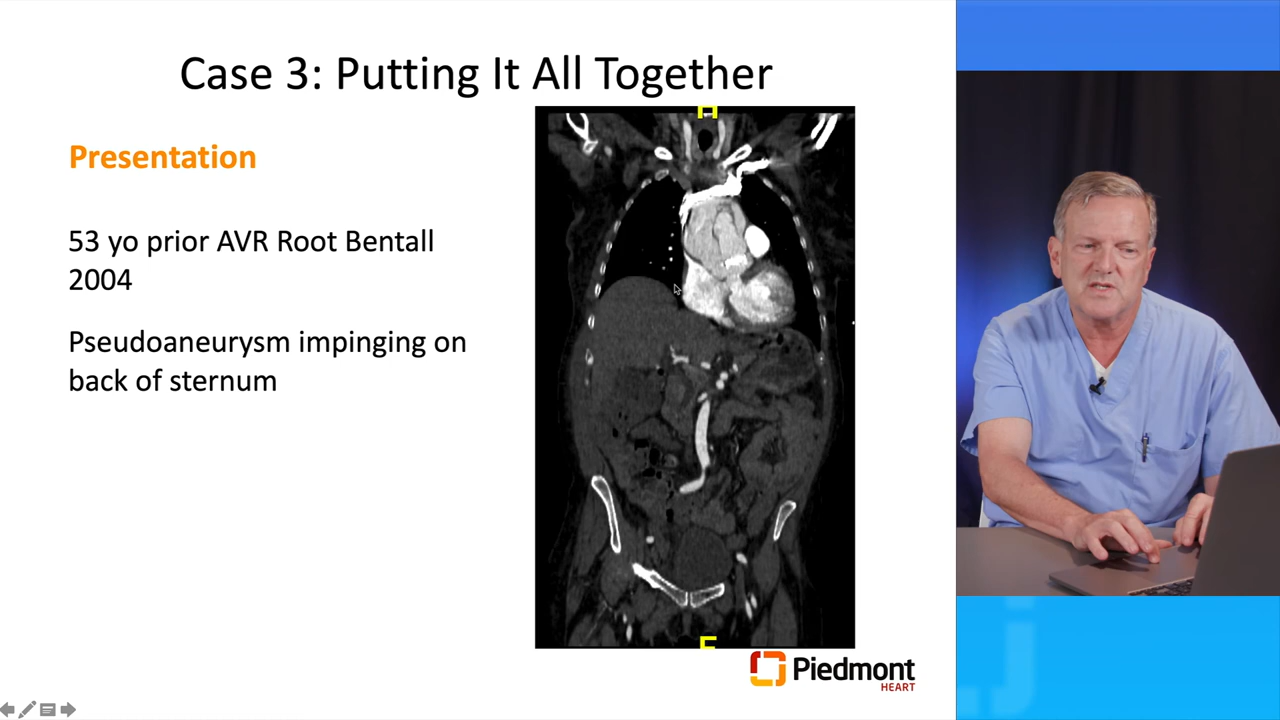 Case 3: Putting It All Together
H
Presentation
53 yo prior AVR Root Bentall
2004
Pseudoaneurysm impinging on
back of sternum
F
Piedmont
HEART